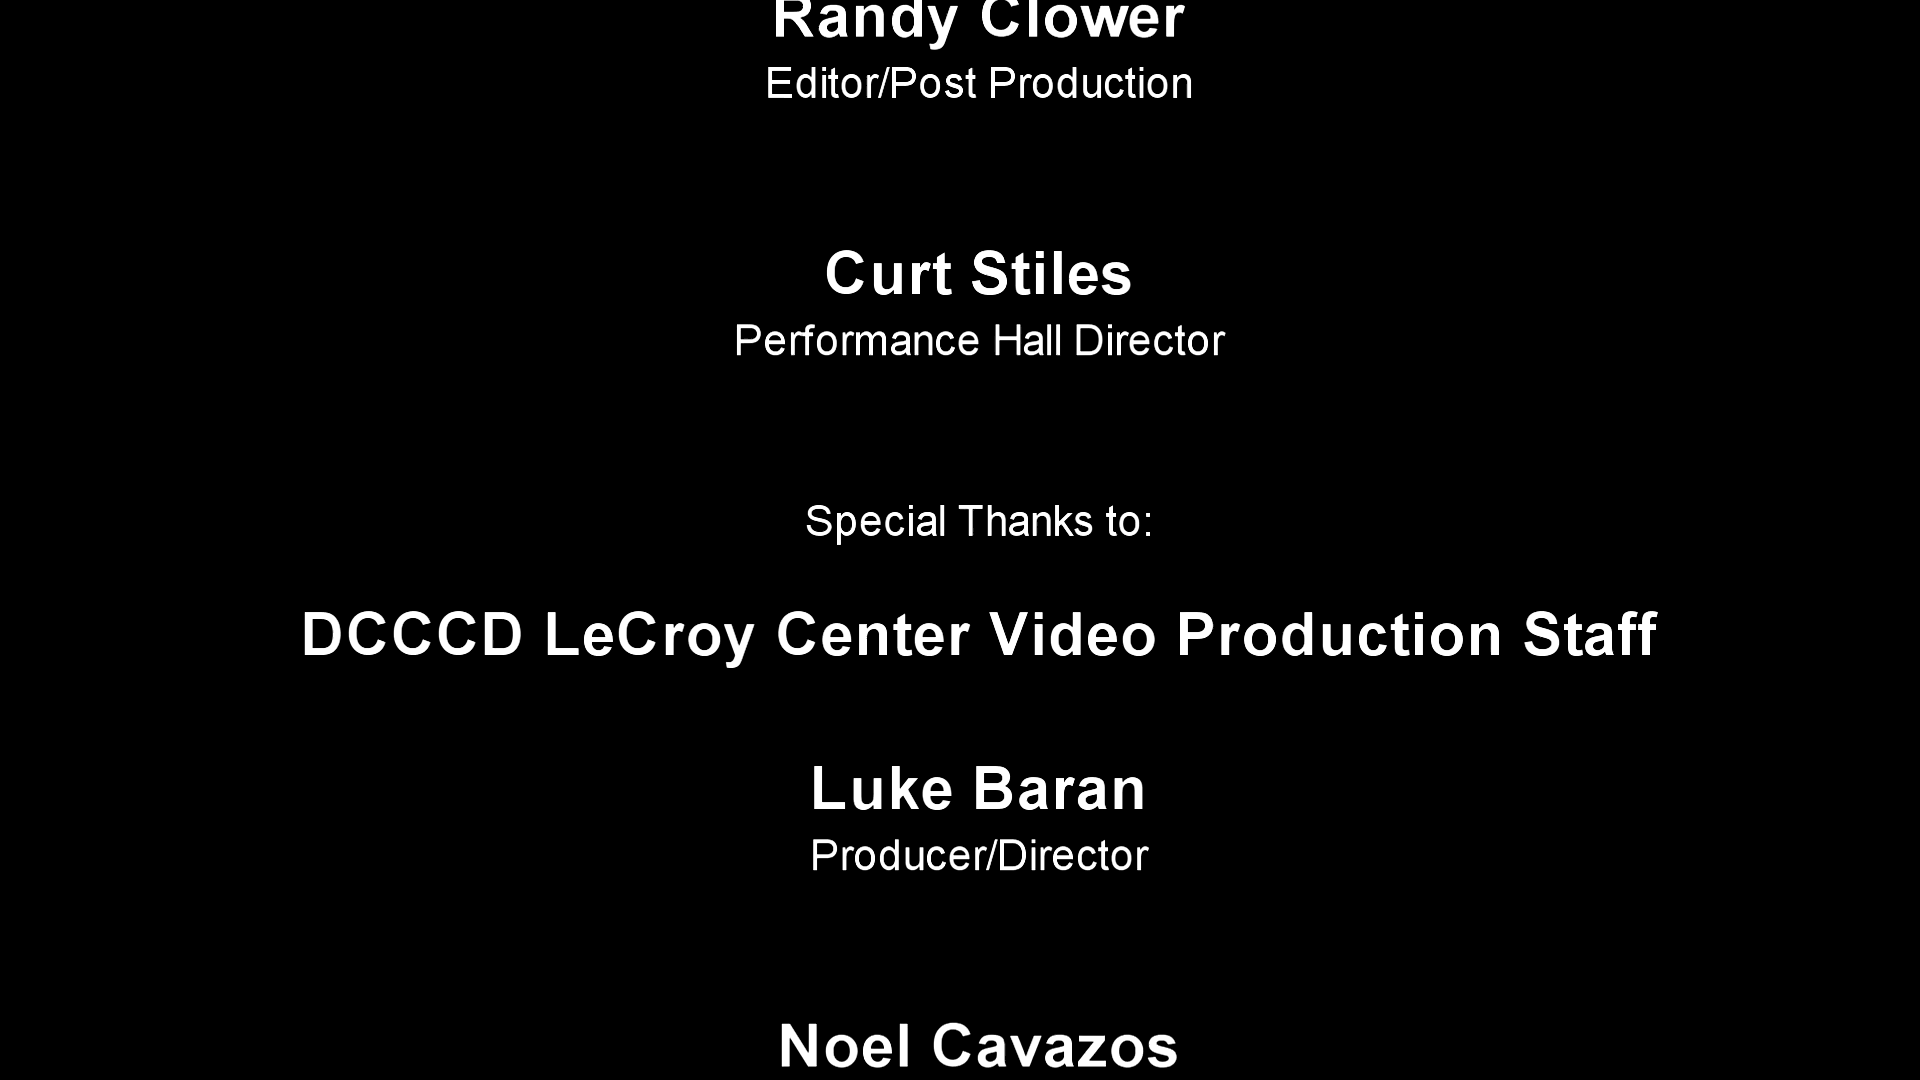 Randy Clower
Editor/Post Production
Curt Stiles
Performance Hall Director
Special Thanks to:
DCCCD LeCroy Center Video Production Staff
Luke Baran
Producer/Director
Noel Cavazos